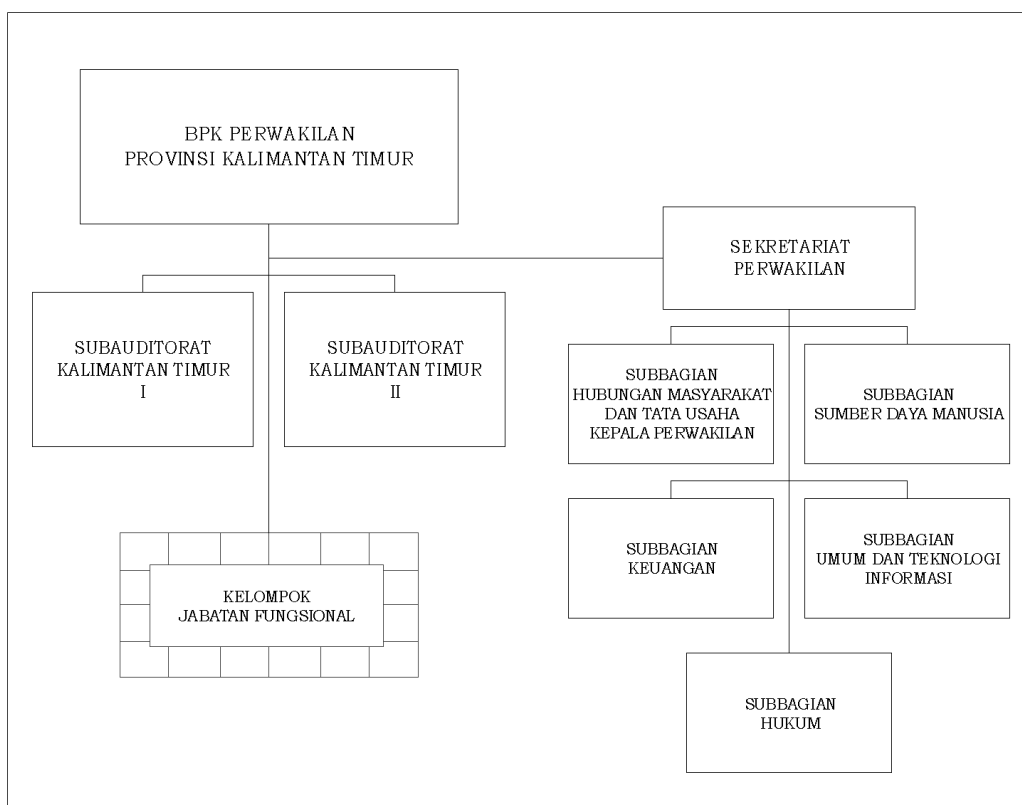 BPK PERWAKILAN
PROVINSI KALIMANTAN TIMUR
SEKRETARIAT
PERWAKILAN
SUBAUDITORAT
KALIMANTAN TIMUR
I
SUBAUDITORAT
KALIMANTAN TIMUR
II
SUBBAGIAN
HUBUNGAN MASYARAKAT
DAN TATA USAHA
KEPALA PERWAKILAN
SUBBAGIAN
SUMBER DAYA MANUSIA
SUBBAGIAN
KEUANGAN
SUBBAGIAN
UMUM DAN TEKNOLOGI
INFORMASI
KELOMPOK
JABATAN FUNGSIONAL
SUBBAGIAN
HUKUM